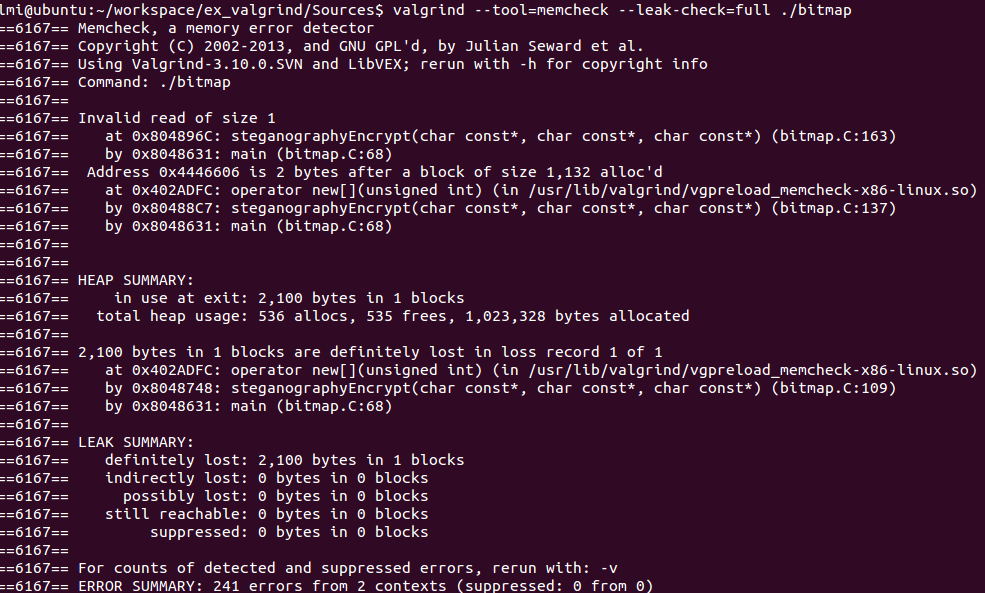 lmi@ubuntu:~/workspace/ex_valgrind/Sources$ valgrind --tool=memcheck --leak-check=full ./bitmap
==6167== Memcheck, a memory error detector
==6167== Copyright (C) 2002-2013, and GNU GPL'd, by Julian Seward et al.
==6167== Using Valgrind-3.10.0.SVN and LibVEX; rerun with -h for copyright info
==6167== Command: ./bitmap
==6167==
==6167== Invalid read of size 1
==6167==    at 0x804896C: steganographyEncrypt(char const*, char const*, char const*) (bitmap.C:163)
==6167==    by 0x8048631: main (bitmap.C:68)
==6167==  Address 0x4446606 is 2 bytes after a block of size 1,132 alloc'd
==6167==    at 0x402ADFC: operator new[](unsigned int) (in /usr/lib/valgrind/vgpreload_memcheck-x86-linux.so)
==6167==    by 0x80488C7: steganographyEncrypt(char const*, char const*, char const*) (bitmap.C:137)
==6167==    by 0x8048631: main (bitmap.C:68)
==6167==
==6167==
==6167== HEAP SUMMARY:
==6167==     in use at exit: 2,100 bytes in 1 blocks
==6167==   total heap usage: 536 allocs, 535 frees, 1,023,328 bytes allocated
==6167==
==6167== 2,100 bytes in 1 blocks are definitely lost in loss record 1 of 1
==6167==    at 0x402ADFC: operator new[](unsigned int) (in /usr/lib/valgrind/vgpreload_memcheck-x86-linux.so)
==6167==    by 0x8048748: steganographyEncrypt(char const*, char const*, char const*) (bitmap.C:109)
==6167==    by 0x8048631: main (bitmap.C:68)
==6167==
==6167== LEAK SUMMARY:
==6167==    definitely lost: 2,100 bytes in 1 blocks
==6167==    indirectly lost: 0 bytes in 0 blocks
==6167==      possibly lost: 0 bytes in 0 blocks
==6167==    still reachable: 0 bytes in 0 blocks
==6167==         suppressed: 0 bytes in 0 blocks
==6167==
==6167== For counts of detected and suppressed errors, rerun with: -v
==6167== ERROR SUMMARY: 241 errors from 2 contexts (suppressed: 0 from 0)